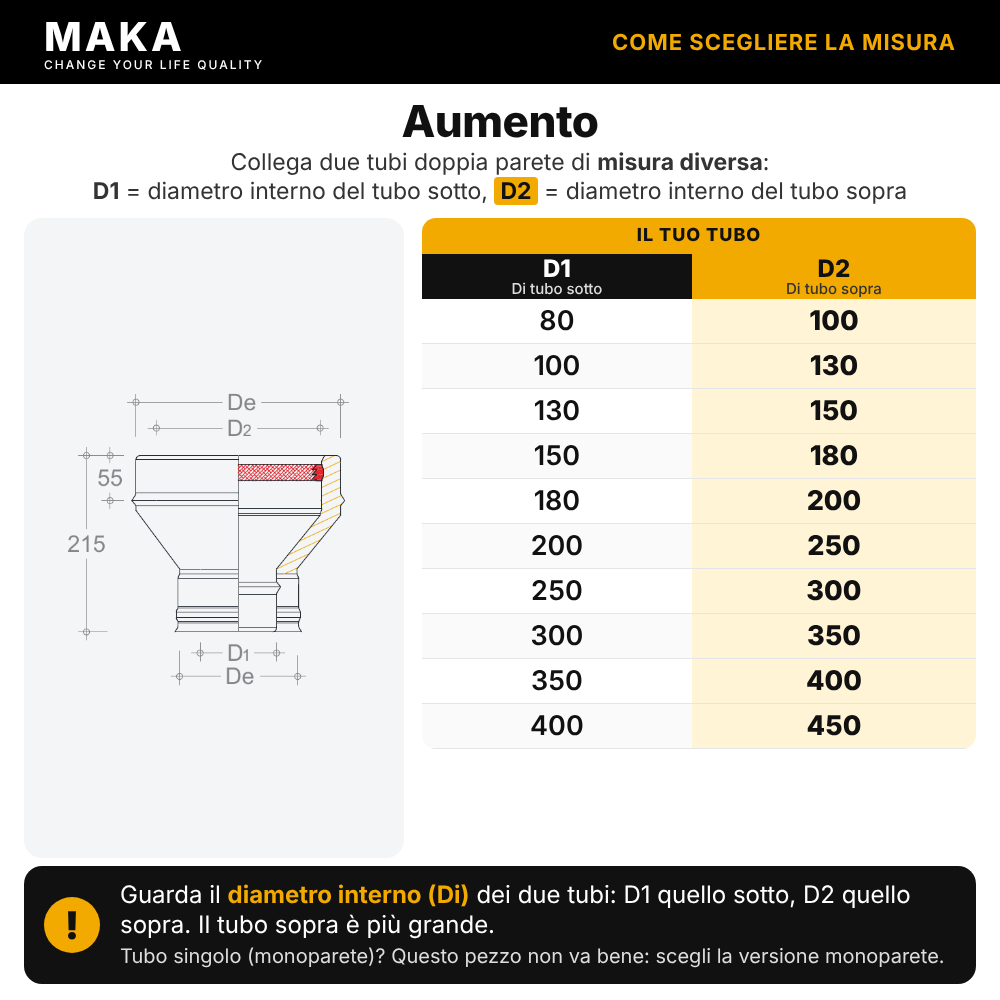 MAKA
CHANGE YOUR LIFE QUALITY
COME SCEGLIERE LA MISURA
Aumento
Collega due tubi doppia parete di misura diversa:
D1 = diametro interno del tubo sotto, D2 = diametro interno del tubo sopra
De
D2
55
215
D1
De
IL TUO TUBO
D1 D2
Di tubo sotto Di tubo sopra
80 100
100 130
130 150
150 180
180 200
200 250
250 300
300 350
350 400
400 450
!
Guarda il diametro interno (Di) dei due tubi: D1 quello sotto, D2 quello
sopra. Il tubo sopra è più grande.
Tubo singolo (monoparete)? Questo pezzo non va bene: scegli la versione monoparete.